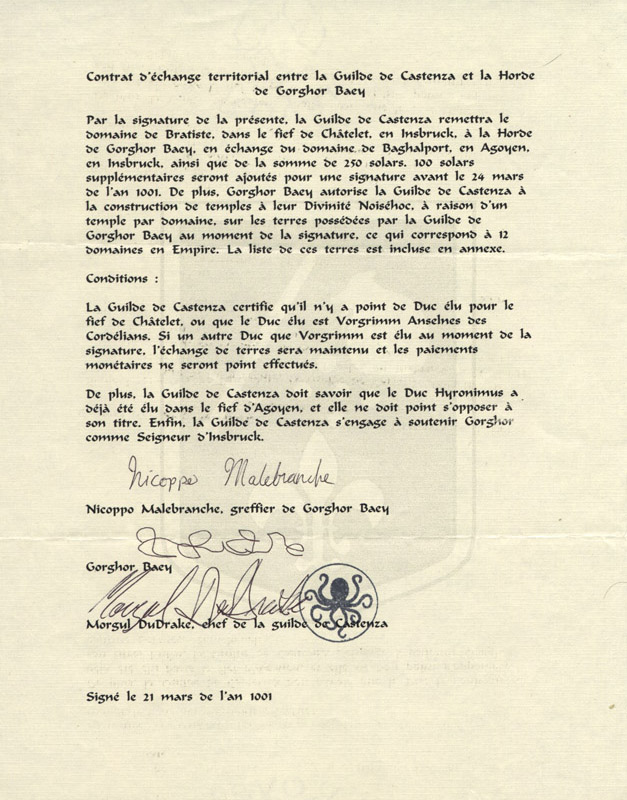 Contrat d'échange territorial entre la Guilde de Castenza et la Horde
de Gorghor Baey
Par la signature de la présente, la Guilde de Castenza remettra le
domaine de Bratiste, dans le fief de Châtelet, en Insbruck, à la Horde
de Gorghor Baey, en échange du domaine de Baghalport, en Agoyen,
en Insbruck, ainsi que de la somme de 250 solars. 100 solars
supplémentaires seront ajoutés pour une signature avant le 24 mars
de l'an 1001. De plus, Gorghor Baey autorise la Guilde de Castenza à
la construction de temples à leur Divinité Noiséhoc, à raison d'un
temple par domaine, sur les terres possédées par la Guilde de
Gorghor Baey au moment de la signature, ce qui correspond à 12
domaines en Empire. La liste de ces terres est incluse en annexe.
Conditions :
La Guilde de Castenza certifie qu'il n'y a point de Duc élu pour le
fief de Châtelet, ou que le Duc élu est Vorgrimm Anselnes des
Cordélians. Si un autre Duc que Vorgrimm est élu au moment de la
signature, l'échange de terres sera maintenu et les paiements
monétaires ne seront point effectués.
De plus, la Guilde de Castenza doit savoir que le Duc Hyronimus a
déjà été élu dans le fief d'Agoyen, et elle ne doit point s'opposer à
son titre. Enfin, la Guilde de Castenza s'engage à soutenir Gorghor
comme Seigneur d'Insbruck.
Nicoppo Malebranche
Nicoppo Malebranche, greffier de Gorghor Baey
Gorghor Baey
Morgul DuDrake
Morgul DuDrake, chef de la guilde de Castenza
Signé le 21 mars de l'an 1001